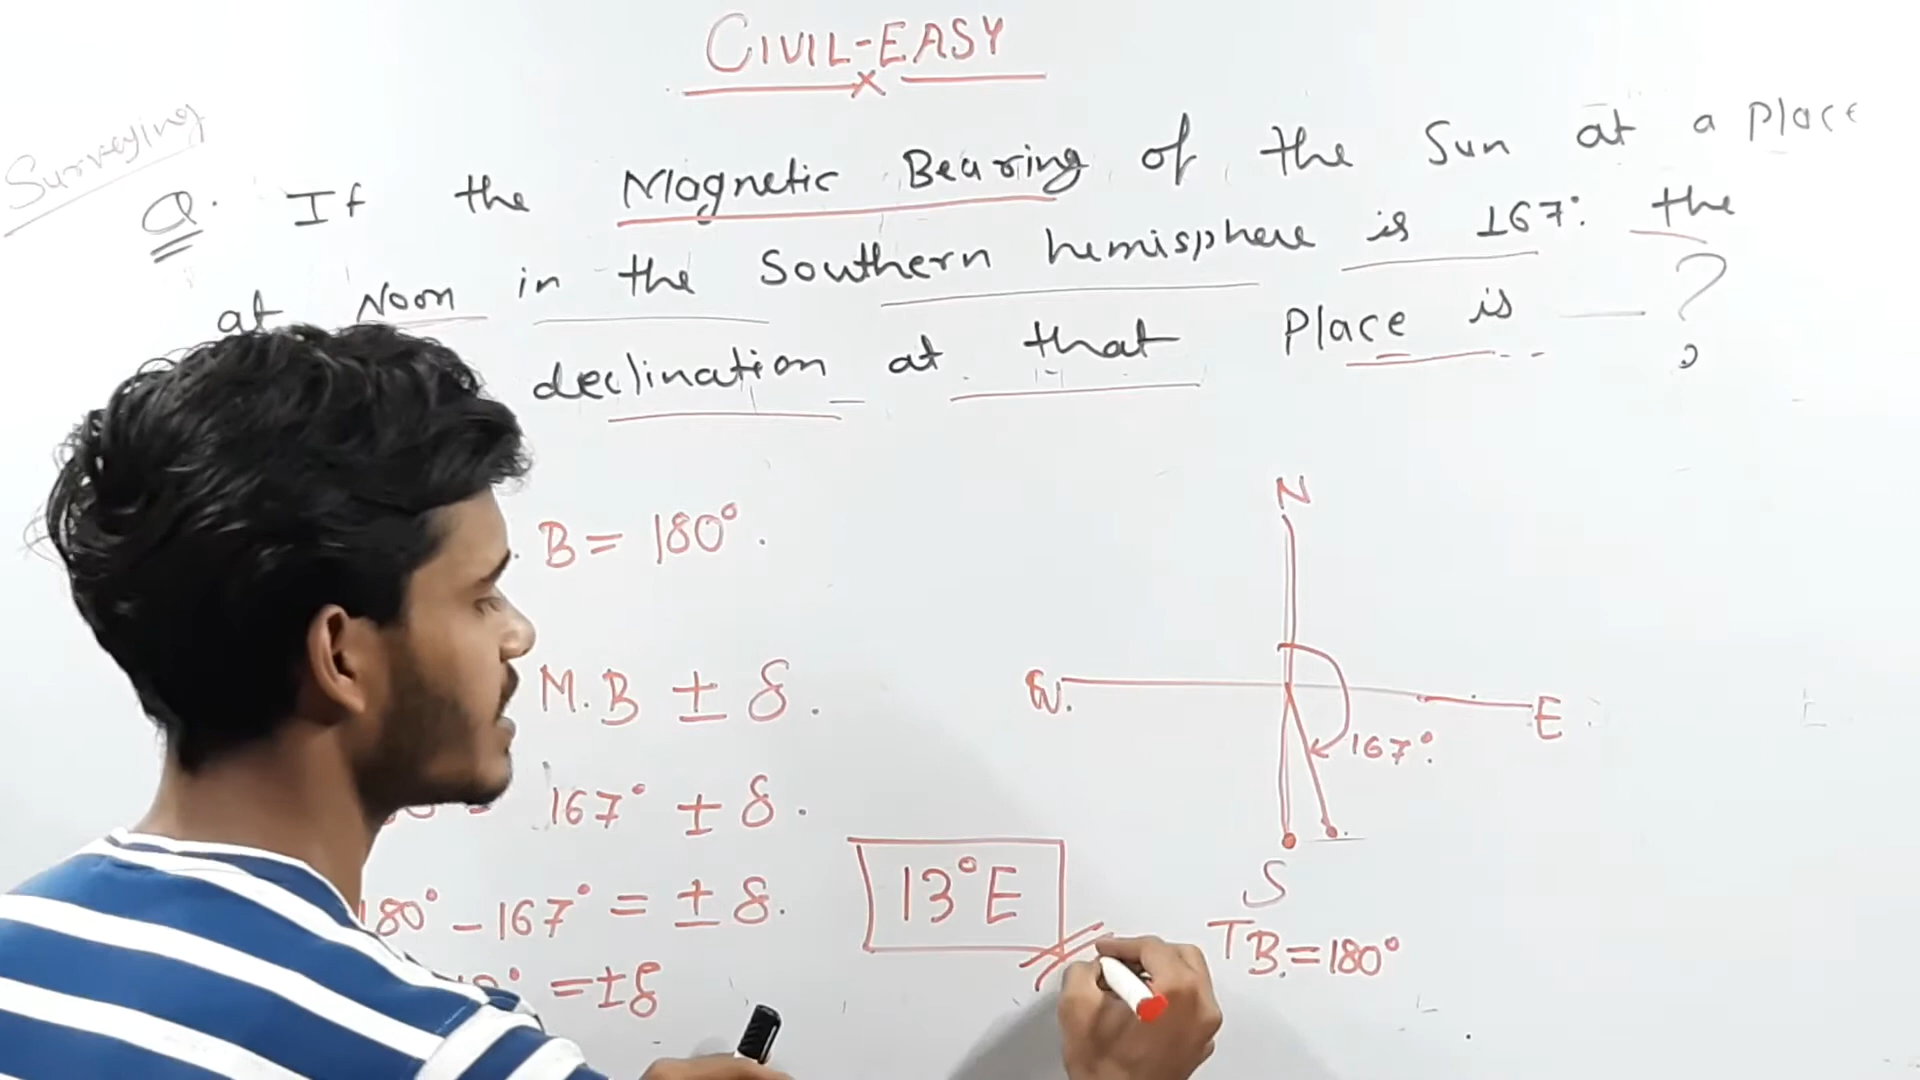 CIVIL-EASY
Surveying
Q. If the Magnetic Bearing of the Sun at a Place
at Noon in the Southern hemisphere is 167° the
declination at that Place is — ?
B = 180°.
M.B ± δ.
167° ± δ.
180° - 167° = ± δ.
= ± δ
13°E
N
W.
E
167°.
S
T B. = 180°